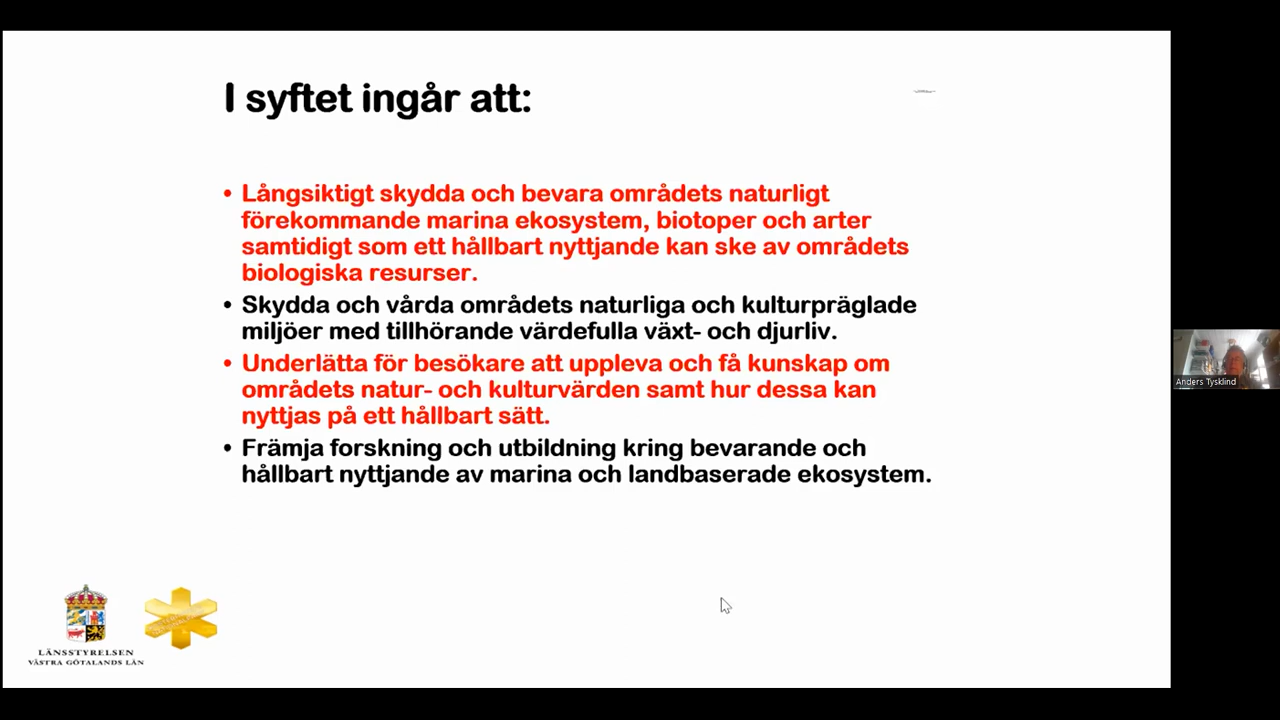 I syftet ingår att:
• Långsiktigt skydda och bevara områdets naturligt
förekommande marina ekosystem, biotoper och arter
samtidigt som ett hållbart nyttjande kan ske av områdets
biologiska resurser.
• Skydda och vårda områdets naturliga och kulturpräglade
miljöer med tillhörande värdefulla växt- och djurliv.
• Underlätta för besökare att uppleva och få kunskap om
områdets natur- och kulturvärden samt hur dessa kan
nyttjas på ett hållbart sätt.
• Främja forskning och utbildning kring bevarande och
hållbart nyttjande av marina och landbaserade ekosystem.
Anders Tysklind
LÄNSSTYRELSEN
VÄSTRA GÖTALANDS LÄN